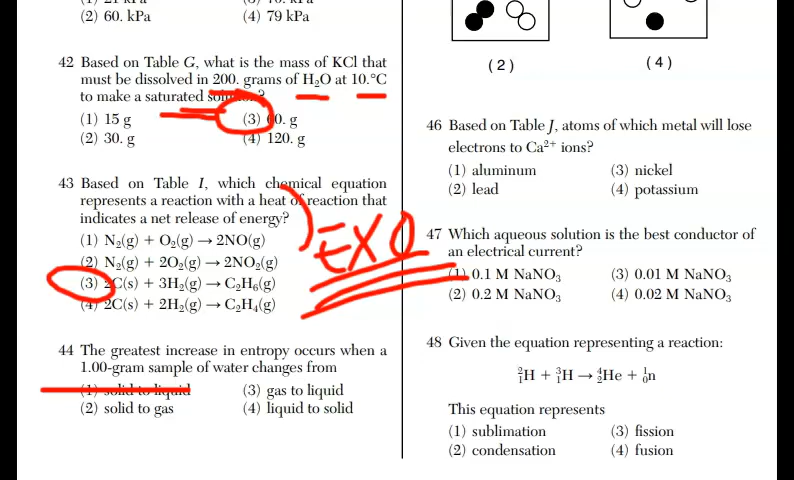 (2) 60. kPa
(4) 79 kPa
42 Based on Table G, what is the mass of KCl that
must be dissolved in 200. grams of H₂O at 10.°C
to make a saturated solution?
(1) 15 g
(3) 60. g
(2) 30. g
(4) 120. g
43 Based on Table I, which chemical equation
represents a reaction with a heat of reaction that
indicates a net release of energy?
(1) N₂(g) + O₂(g) → 2NO(g)
(2) N₂(g) + 2O₂(g) → 2NO₂(g)
(3) 2C(s) + 3H₂(g) → C₂H₆(g)
(4) 2C(s) + 2H₂(g) → C₂H₄(g)
EXO
44 The greatest increase in entropy occurs when a
1.00-gram sample of water changes from
(1) solid to liquid
(3) gas to liquid
(2) solid to gas
(4) liquid to solid
(2)
(4)
46 Based on Table J, atoms of which metal will lose
electrons to Ca²⁺ ions?
(1) aluminum
(3) nickel
(2) lead
(4) potassium
47 Which aqueous solution is the best conductor of
an electrical current?
(1) 0.1 M NaNO₃
(3) 0.01 M NaNO₃
(2) 0.2 M NaNO₃
(4) 0.02 M NaNO₃
48 Given the equation representing a reaction:
²₁H + ³₁H → ⁴₂He + ¹₀n
This equation represents
(1) sublimation
(3) fission
(2) condensation
(4) fusion